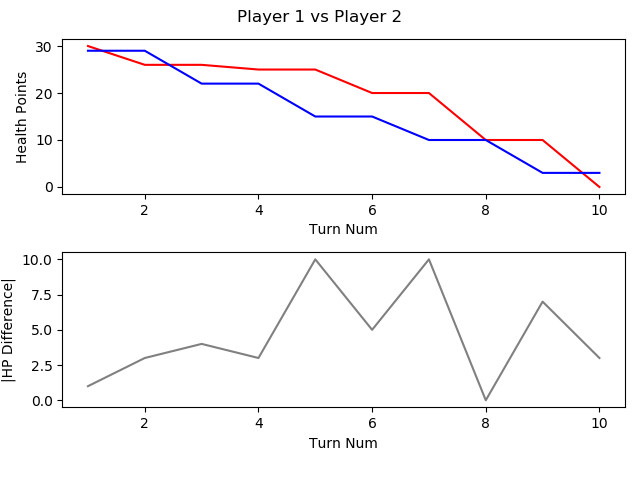 Player 1 vs Player 2
30
20
10
0
Health Points
2 4 6 8 10
Turn Num
10.0
7.5
5.0
2.5
0.0
|HP Difference|
2 4 6 8 10
Turn Num